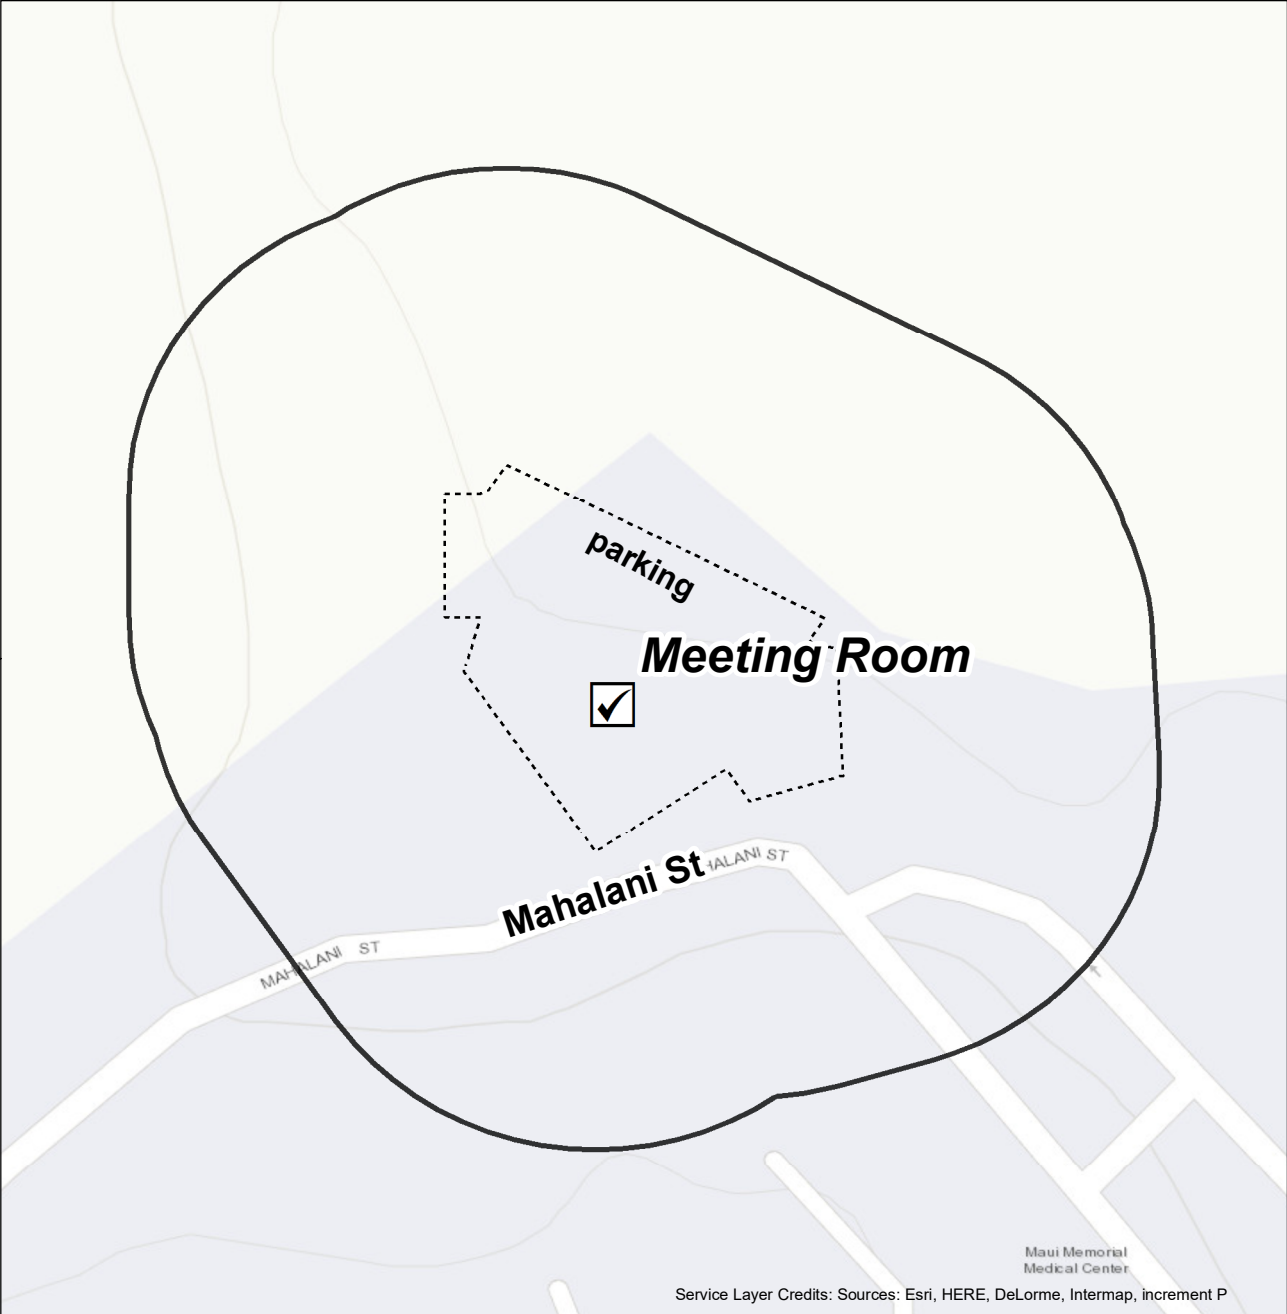 parking
Meeting Room
Mahalani St
HALANI ST
MAHALANI ST
Maui Memorial
Medical Center
Service Layer Credits: Sources: Esri, HERE, DeLorme, Intermap, increment P